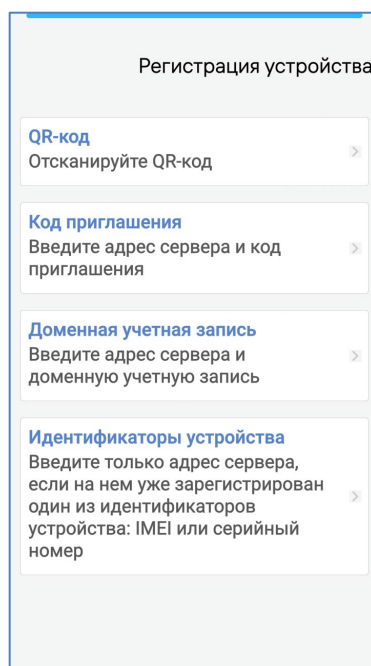 Регистрация устройства
QR-код
Отсканируйте QR-код
Код приглашения
Введите адрес сервера и код
приглашения
Доменная учетная запись
Введите адрес сервера и
доменную учетную запись
Идентификаторы устройства
Введите только адрес сервера,
если на нем уже зарегистрирован
один из идентификаторов
устройства: IMEI или серийный
номер